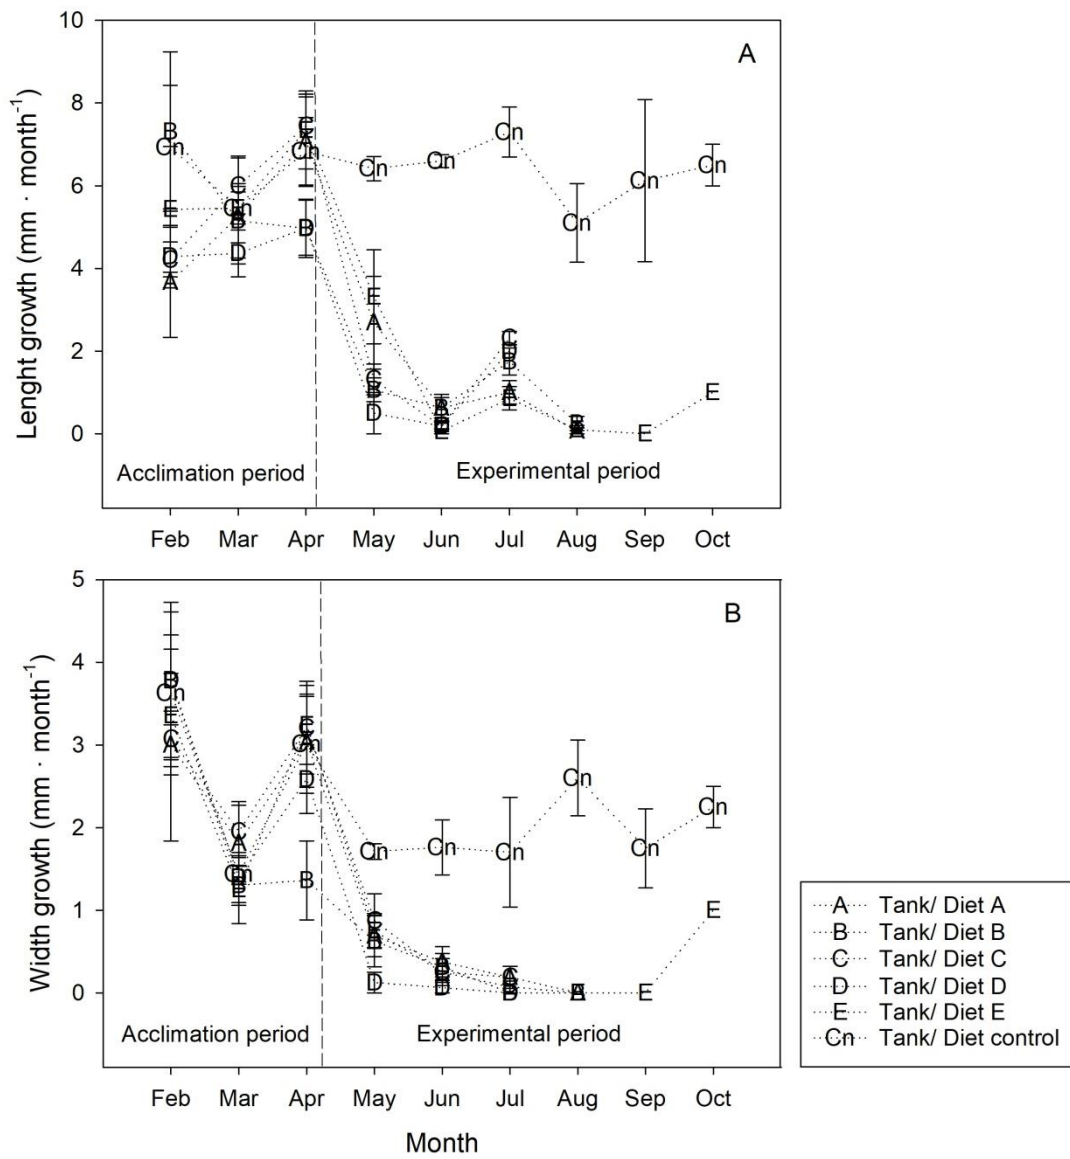 A
Lenght growth (mm · month⁻¹)
10
8
6
4
2
0
Acclimation period Experimental period
Feb Mar Apr May Jun Jul Aug Sep Oct
B
Width growth (mm · month⁻¹)
5
4
3
2
1
0
Acclimation period Experimental period
Feb Mar Apr May Jun Jul Aug Sep Oct
Month
A Tank/ Diet A
B Tank/ Diet B
C Tank/ Diet C
D Tank/ Diet D
E Tank/ Diet E
Cn Tank/ Diet control